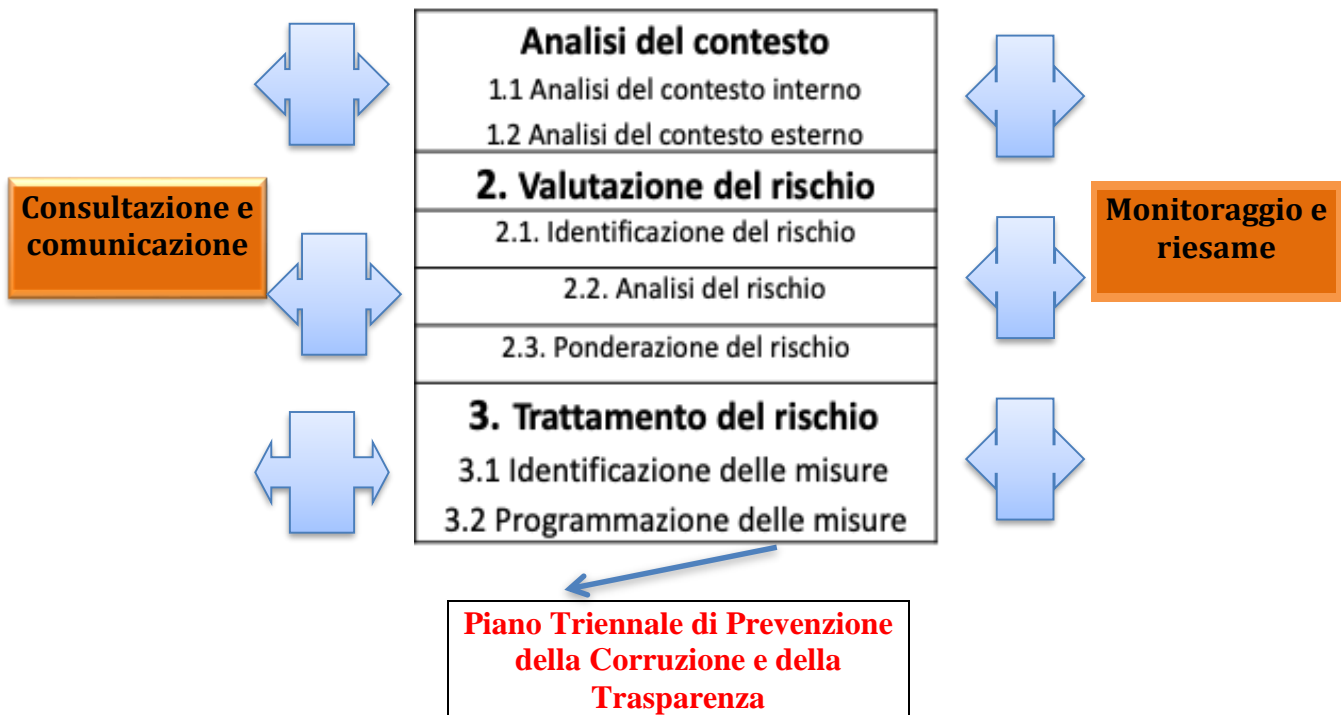 Analisi del contesto
1.1 Analisi del contesto interno
1.2 Analisi del contesto esterno
2. Valutazione del rischio
2.1. Identificazione del rischio
2.2. Analisi del rischio
2.3. Ponderazione del rischio
3. Trattamento del rischio
3.1 Identificazione delle misure
3.2 Programmazione delle misure
Consultazione e
comunicazione
Monitoraggio e
riesame
Piano Triennale di Prevenzione
della Corruzione e della
Trasparenza